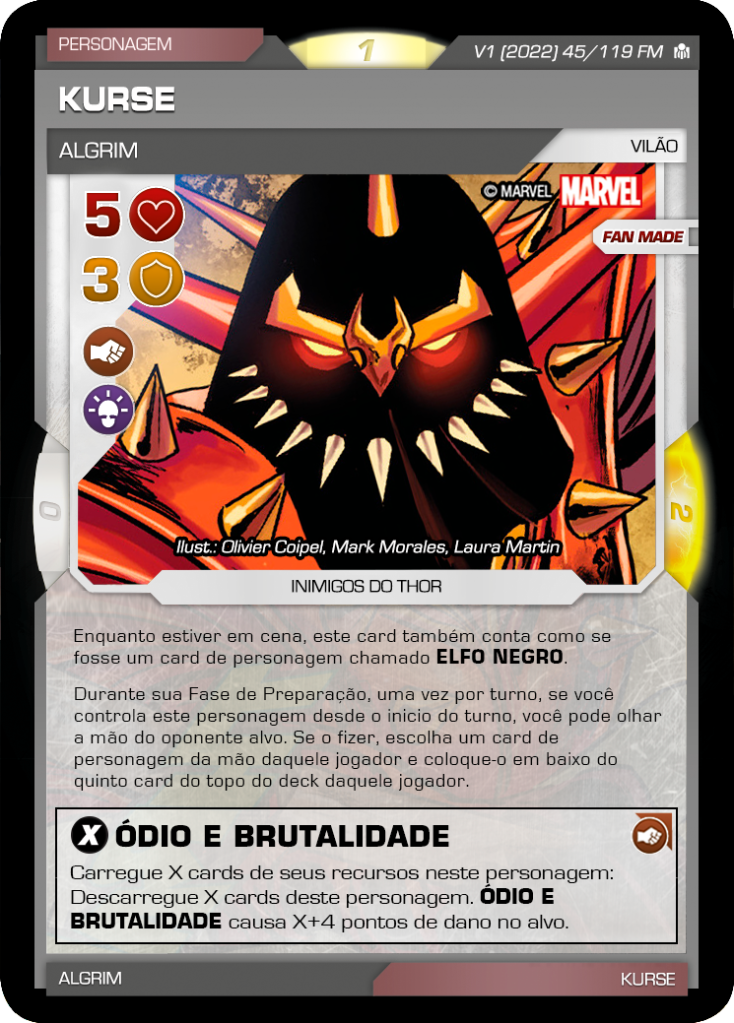 PERSONAGEM
1
V1 (2022) 45/119 FM
KURSE
ALGRIM
VILÃO
© MARVEL MARVEL
5
FAN MADE
3
0
2
Ilust.: Olivier Coipel, Mark Morales, Laura Martin
INIMIGOS DO THOR
Enquanto estiver em cena, este card também conta como se
fosse um card de personagem chamado ELFO NEGRO.
Durante sua Fase de Preparação, uma vez por turno, se você
controla este personagem desde o inicio do turno, você pode olhar
a mão do oponente alvo. Se o fizer, escolha um card de
personagem da mão daquele jogador e coloque-o em baixo do
quinto card do topo do deck daquele jogador.
X ÓDIO E BRUTALIDADE
Carregue X cards de seus recursos neste personagem:
Descarregue X cards deste personagem. ÓDIO E
BRUTALIDADE causa X+4 pontos de dano no alvo.
ALGRIM
KURSE